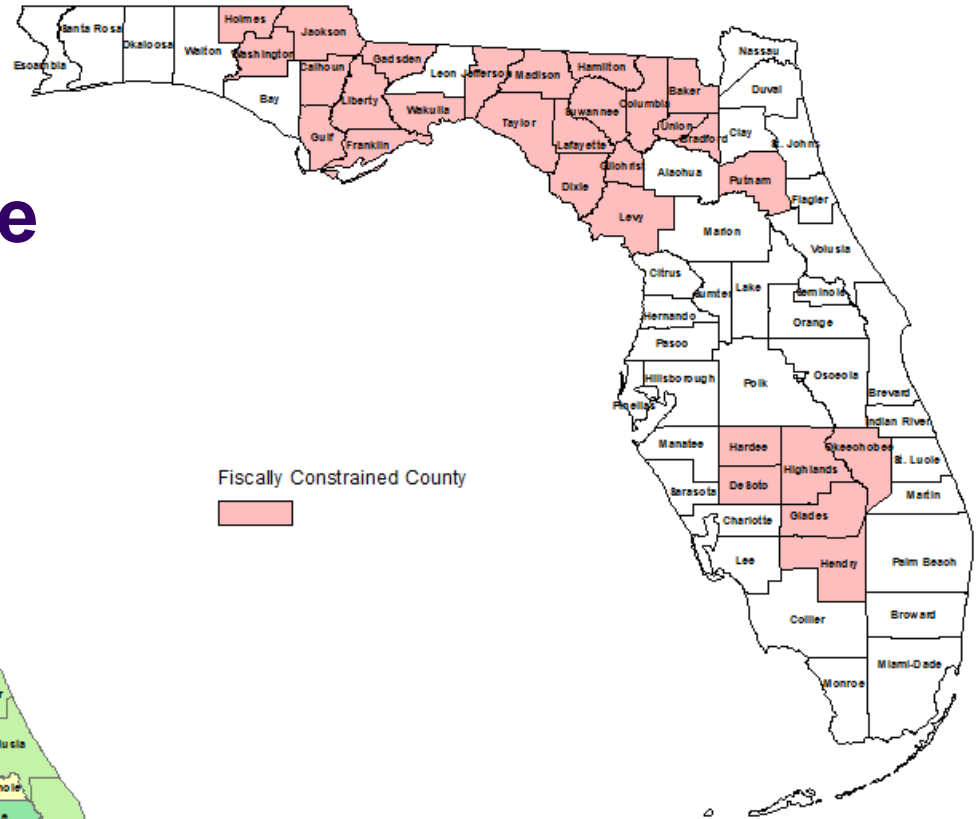 Holmes
Jackson
Santa Rosa
Okaloosa
Walton
Washington
Escambia
Calhoun
Gadsden
Leon
Jefferson
Madison
Hamilton
Nassau
Bay
Liberty
Wakulla
Taylor
Suwannee
Columbia
Baker
Duval
Gulf
Franklin
Lafayette
Union
Bradford
Clay
St. Johns
Gilchrist
Alachua
Putnam
Dixie
Flagler
e
Levy
Marion
Volusia
Citrus
Sumter
Lake
Seminole
Hernando
Orange
Pasco
Hillsborough
Polk
Osceola
Brevard
Pinellas
Indian River
Manatee
Hardee
Okeechobee
Highlands
St. Lucie
Fiscally Constrained County
Sarasota
DeSoto
Martin
Charlotte
Glades
Lee
Hendry
Palm Beach
Collier
Broward
Miami-Dade
Monroe
r
lusia
nole